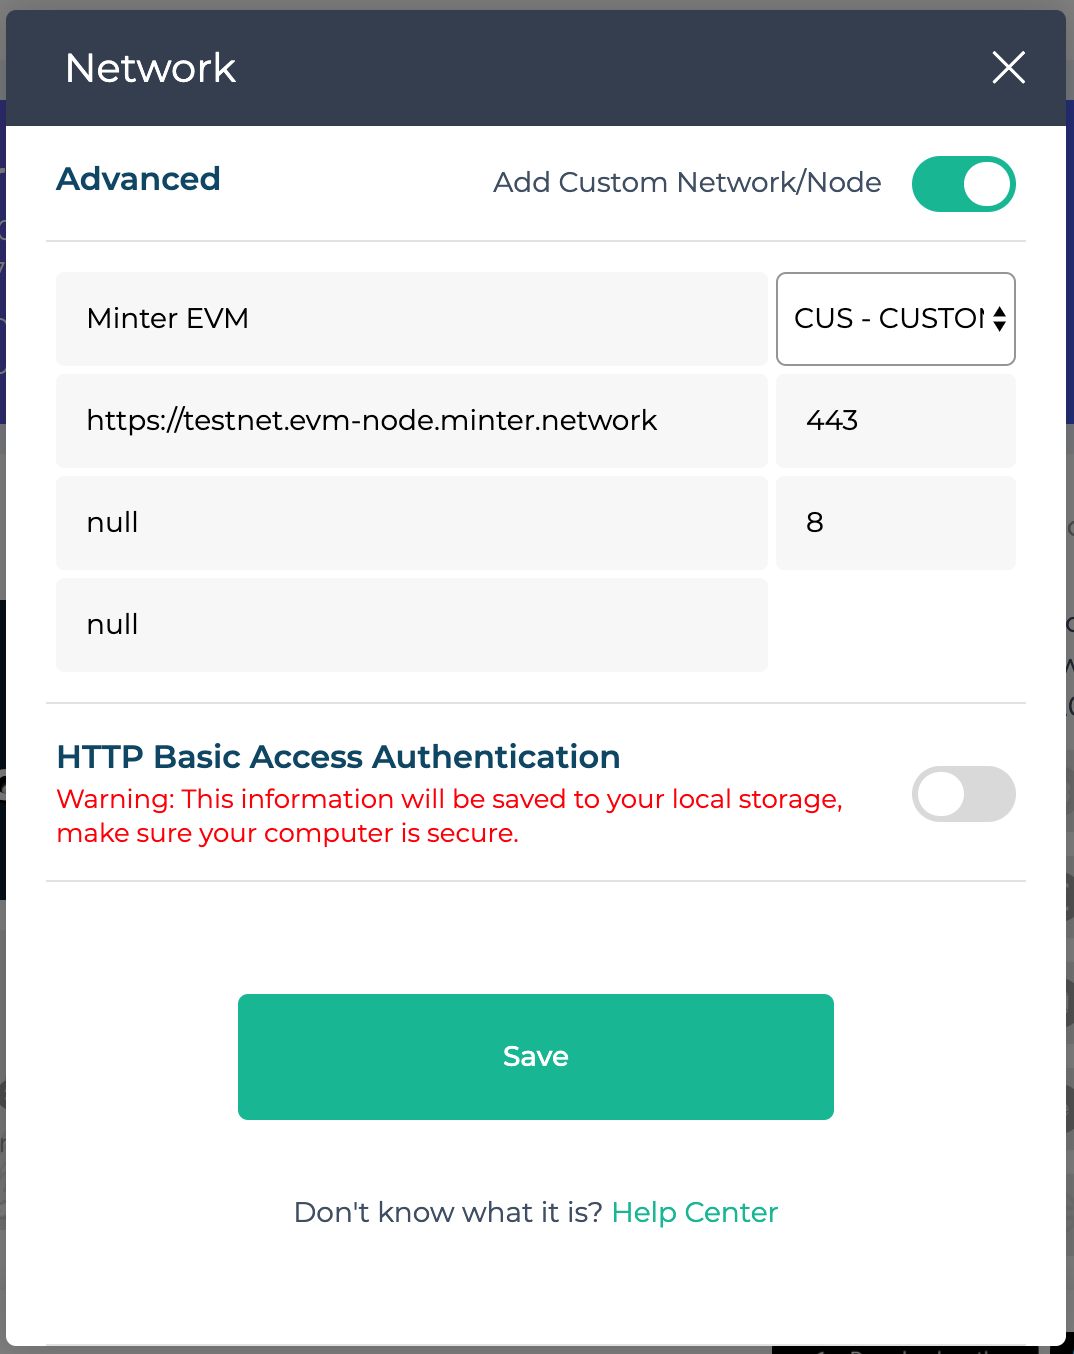 Network
Advanced
Add Custom Network/Node
Minter EVM
CUS - CUSTOM
https://testnet.evm-node.minter.network
443
null
8
null
HTTP Basic Access Authentication
Warning: This information will be saved to your local storage,
make sure your computer is secure.
Save
Don't know what it is? Help Center